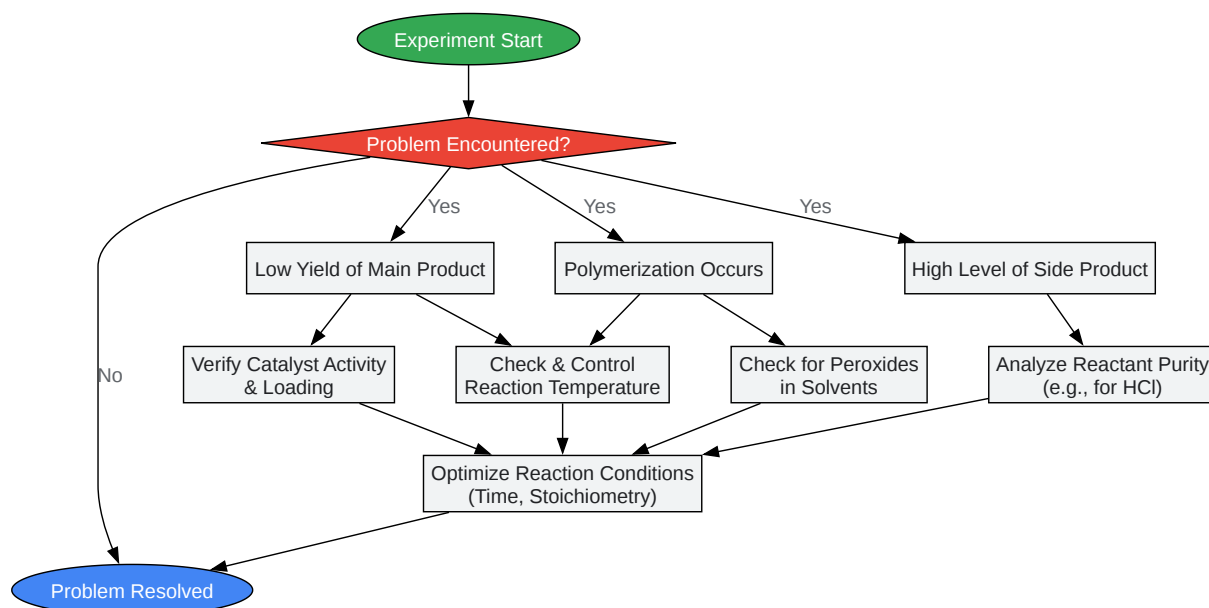 Experiment Start
Problem Encountered?
Yes
Yes
Yes
Low Yield of Main Product
Polymerization Occurs
High Level of Side Product
No
Verify Catalyst Activity
& Loading
Check & Control
Reaction Temperature
Check for Peroxides
in Solvents
Analyze Reactant Purity
(e.g., for HCl)
Optimize Reaction Conditions
(Time, Stoichiometry)
Problem Resolved